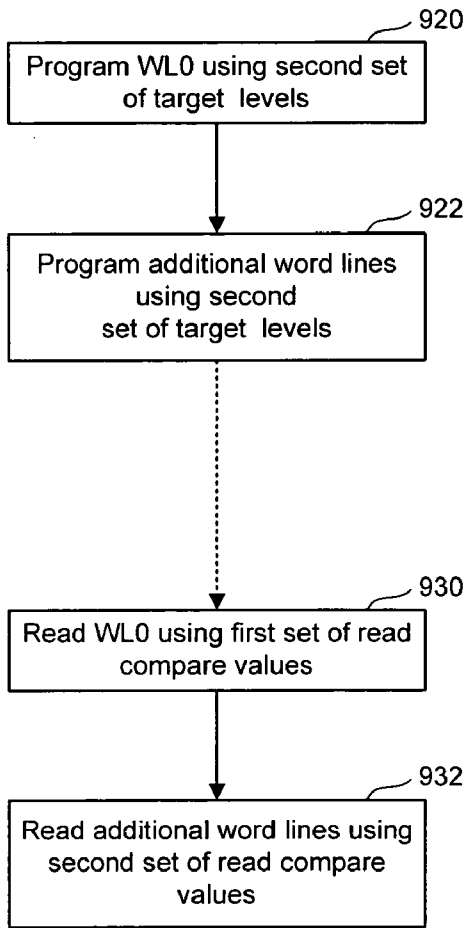 920
Program WL0 using second set
of target levels
922
Program additional word lines
using second
set of target levels
930
Read WL0 using first set of read
compare values
932
Read additional word lines using
second set of read compare
values